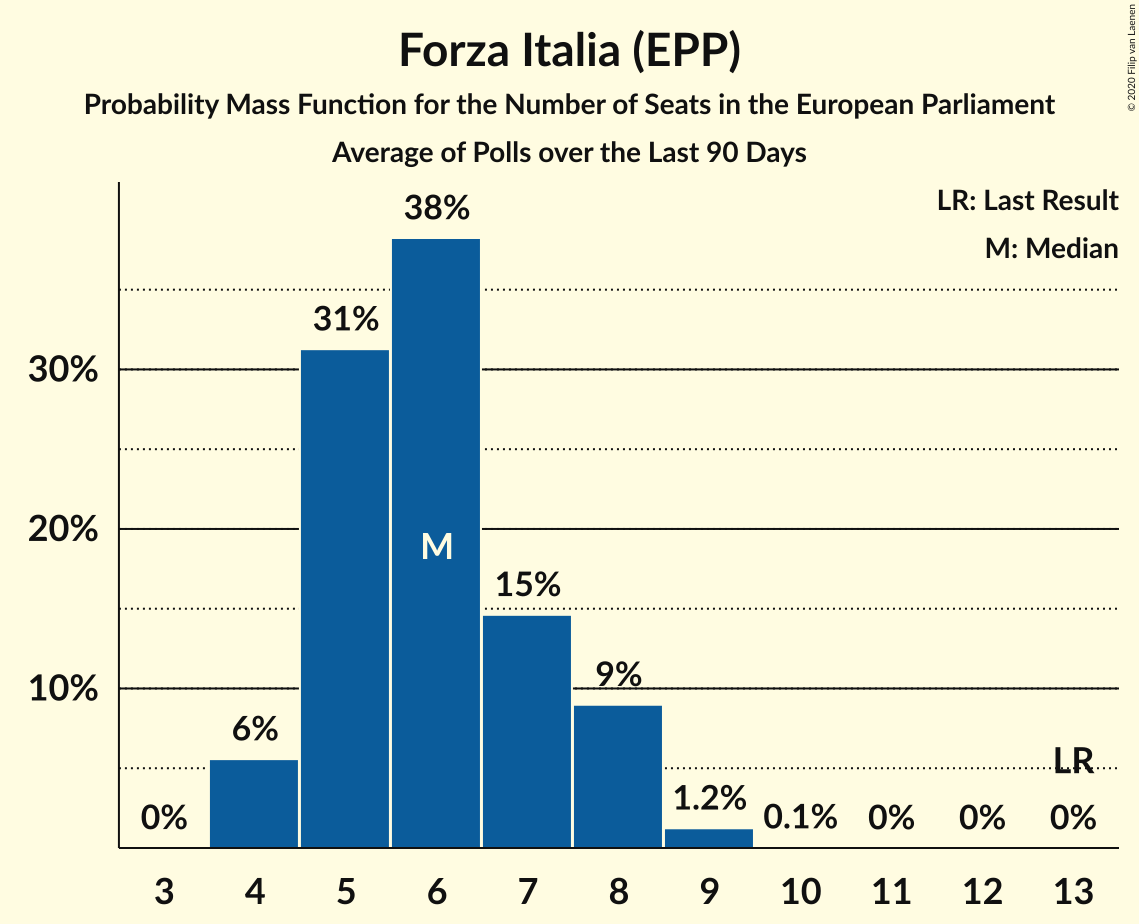 Forza Italia (EPP)
Probability Mass Function for the Number of Seats in the European Parliament
Average of Polls over the Last 90 Days
© 2020 Filip van Laenen
LR: Last Result
M: Median
38%
31%
30%
20%
M
15%
10%
9%
6%
LR
0%
1.2%
0.1%
0%
0%
0%
3 4 5 6 7 8 9 10 11 12 13